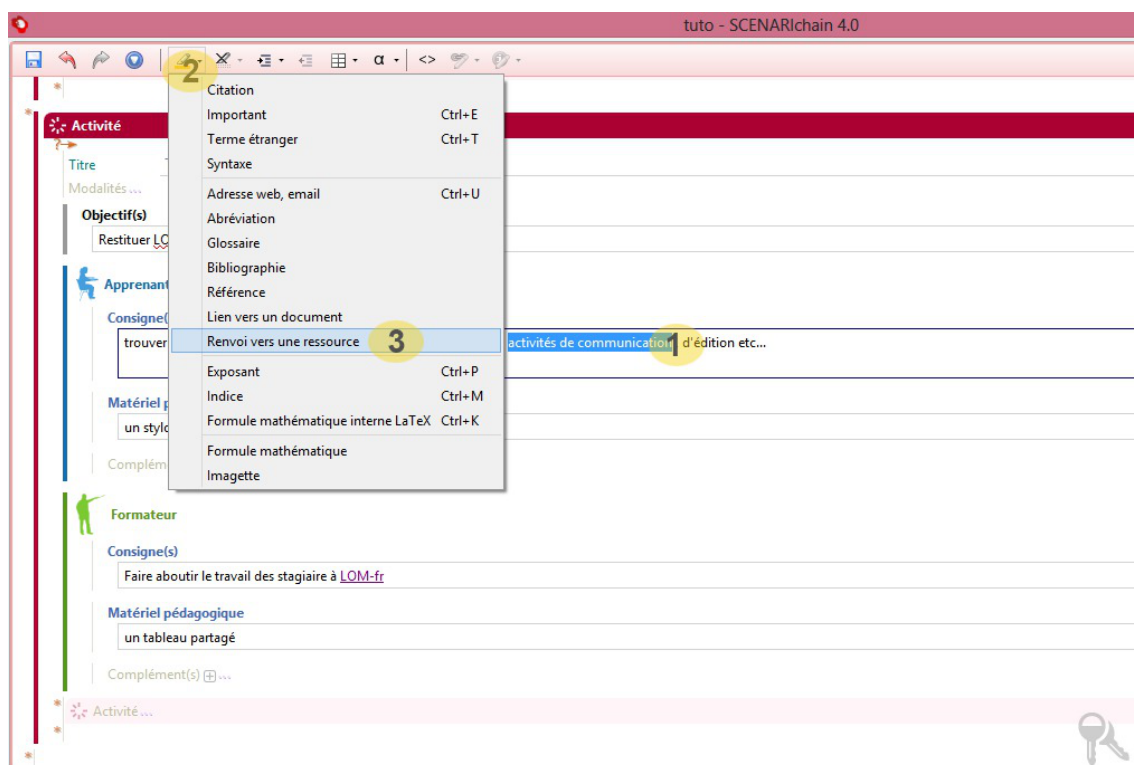 tuto - SCENARIchain 4.0
2
α
<>
Citation
Important Ctrl+E
Activité
Terme étranger Ctrl+T
Titre
Syntaxe
Modalités ...
Adresse web, email Ctrl+U
Objectif(s)
Abréviation
Restituer
Glossaire
Bibliographie
Apprenant
Référence
Consigne(
Lien vers un document
trouver
Renvoi vers une ressource 3
activités de communication 1 d'édition etc...
Exposant Ctrl+P
Matériel p
Indice Ctrl+M
un stylo
Formule mathématique interne LaTeX Ctrl+K
Formule mathématique
Complém
Imagette
Formateur
Consigne(s)
Faire aboutir le travail des stagiaire à LOM-fr
Matériel pédagogique
un tableau partagé
Complément(s) ...
Activité ...